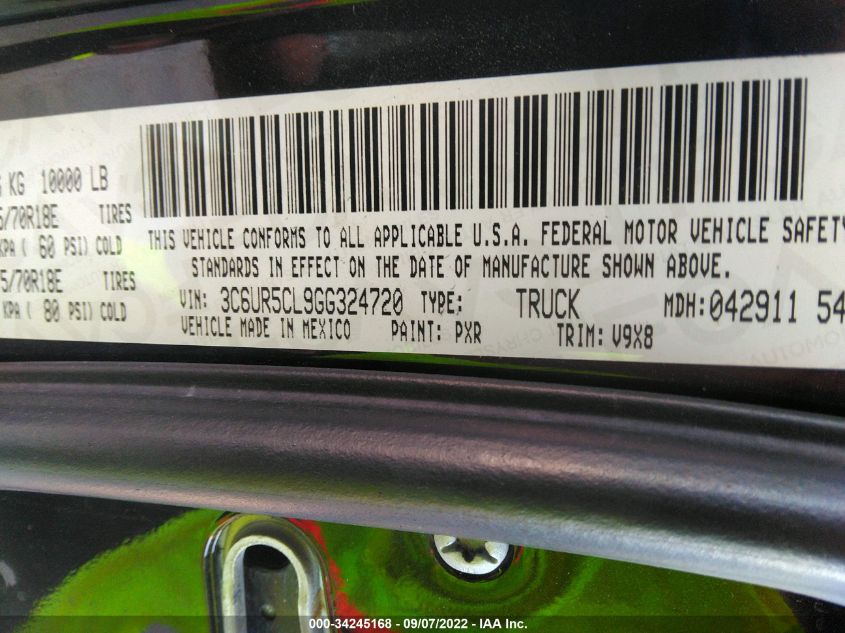 KG 10000 LB
/70R18E TIRES
KPA ( 60 PSI) COLD
5/70R18E TIRES
KPA ( 80 PSI) COLD
THIS VEHICLE CONFORMS TO ALL APPLICABLE U.S.A. FEDERAL MOTOR VEHICLE SAFETY
STANDARDS IN EFFECT ON THE DATE OF MANUFACTURE SHOWN ABOVE.
VIN: 3C6UR5CL9GG324720 TYPE: TRUCK MDH:042911 54
VEHICLE MADE IN MEXICO PAINT: PXR TRIM: V9X8
000-34245168 - 09/07/2022 - IAA Inc.